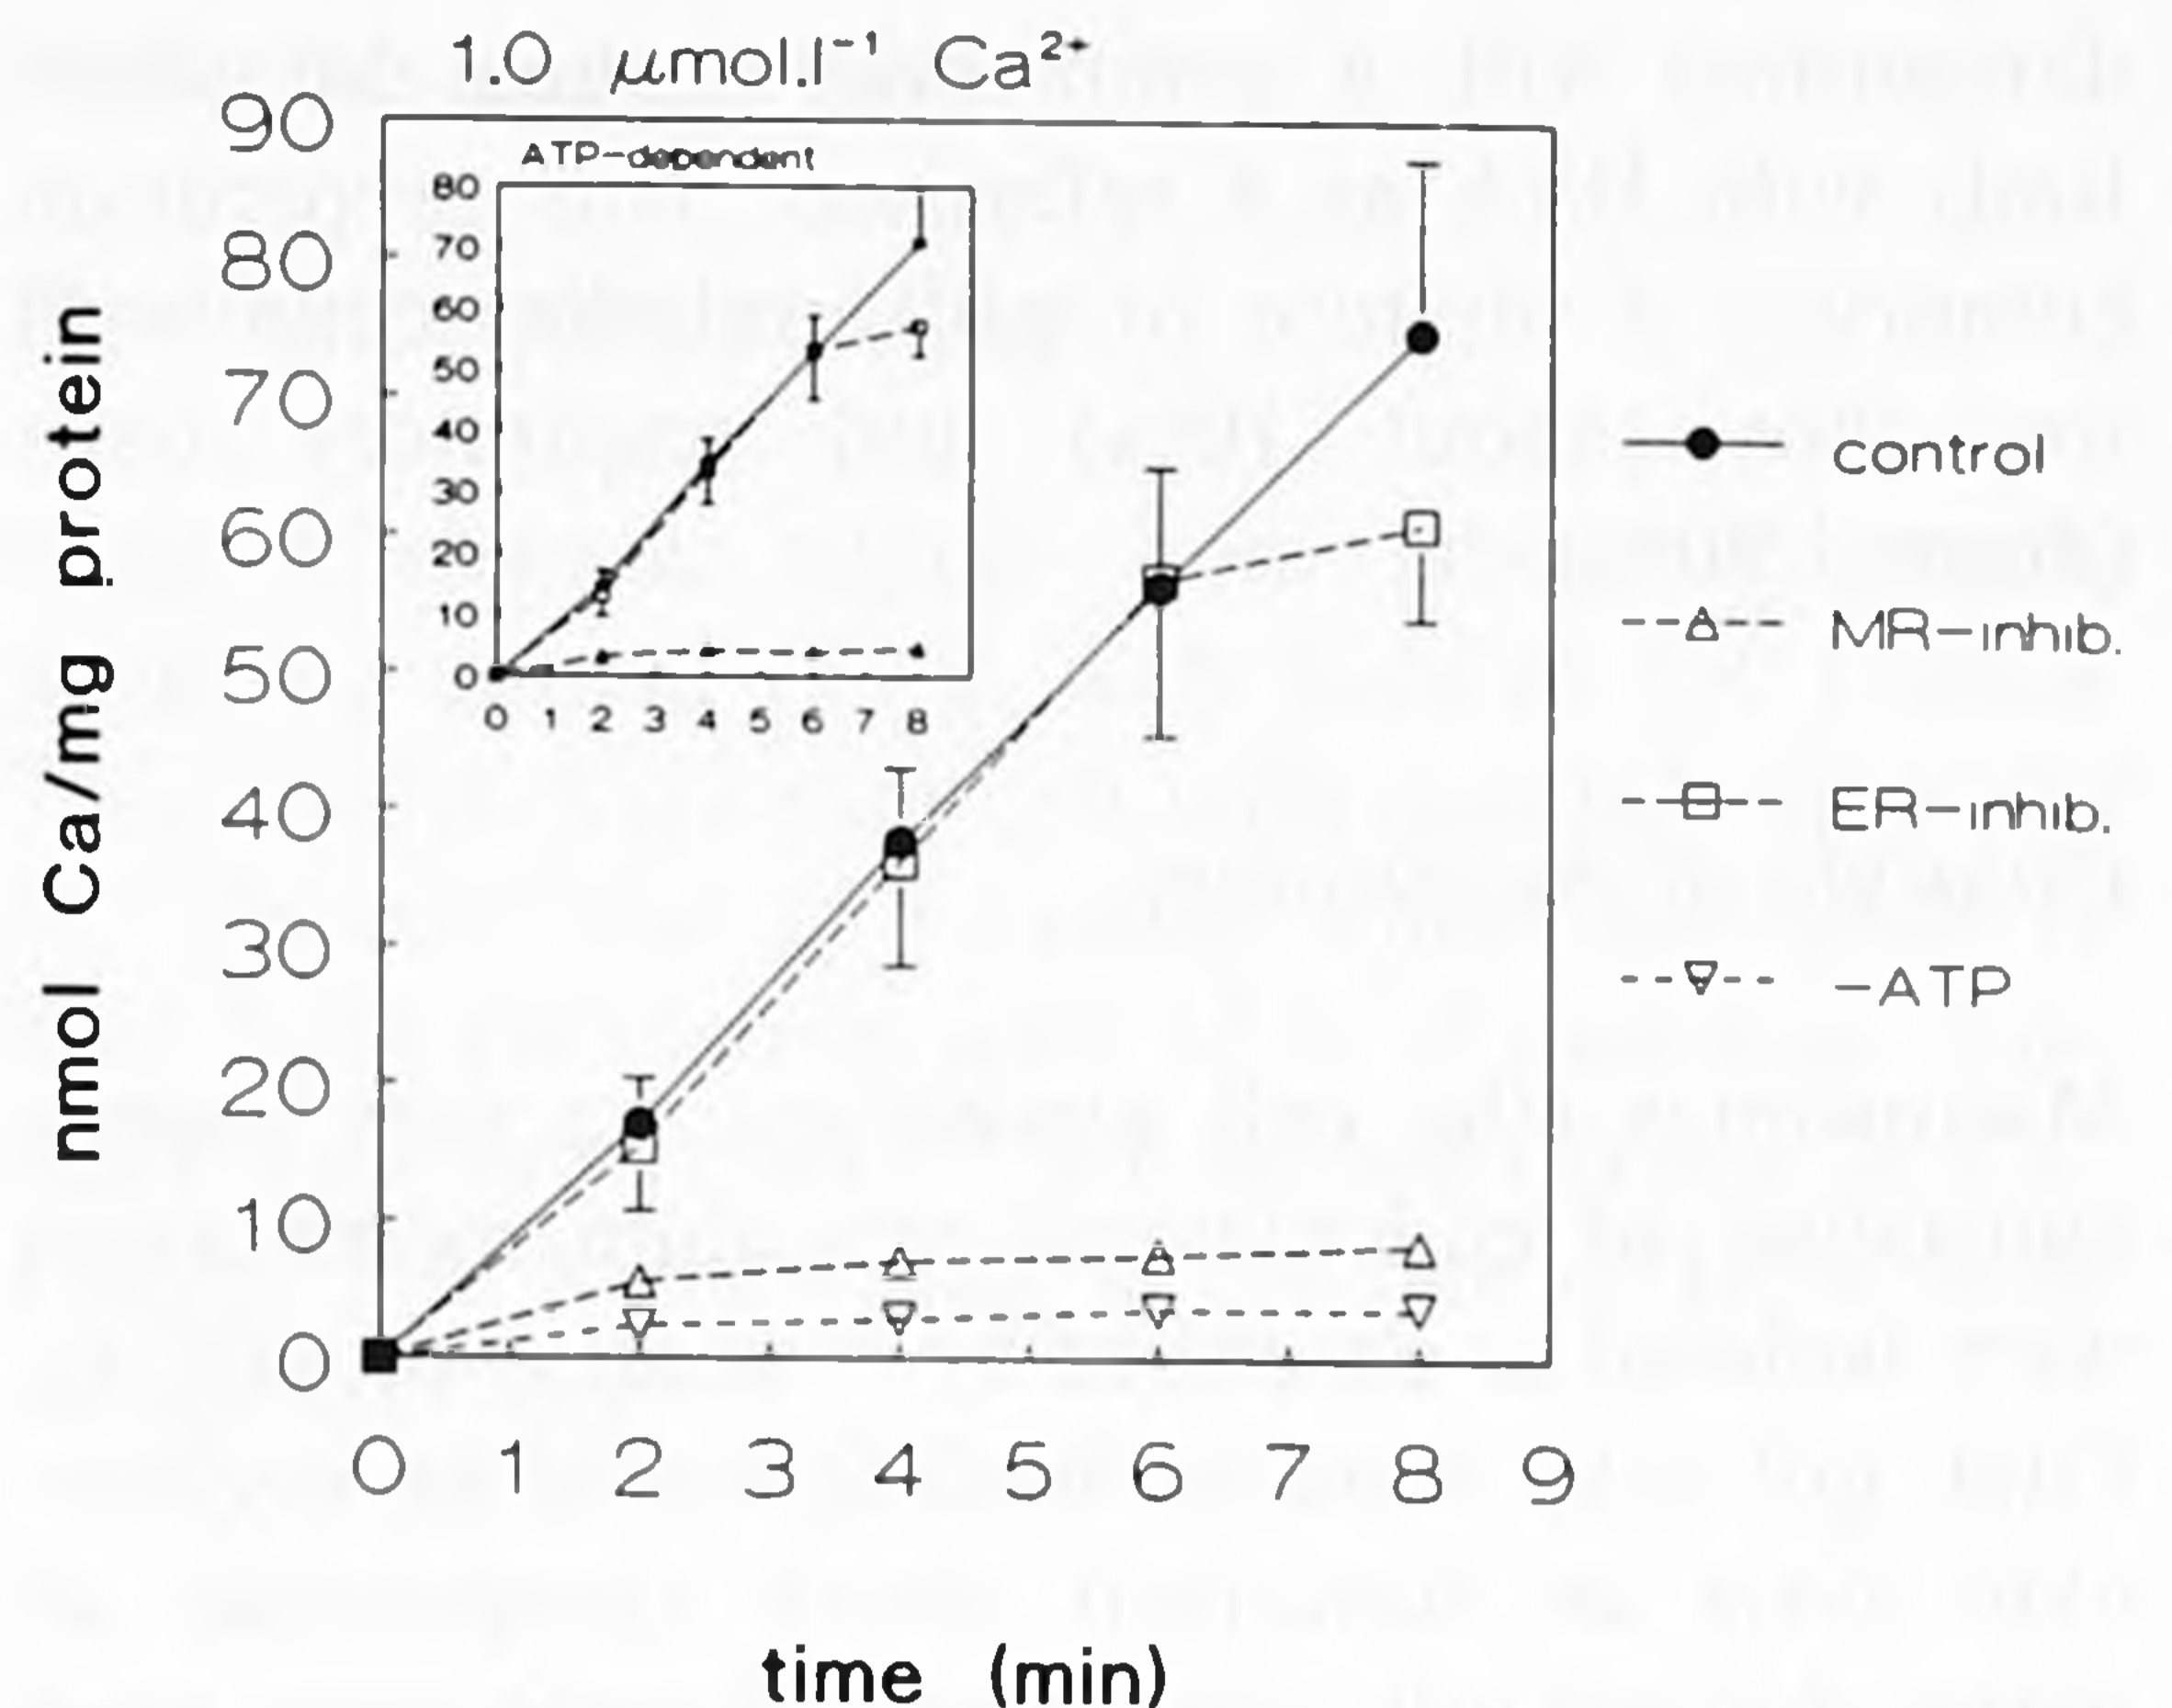 1.0 μmol.l⁻¹ Ca²⁺
nmol Ca/mg protein
90
80
70
60
50
40
30
20
10
0
ATP-dependent
80
70
60
50
40
30
20
10
0
0 1 2 3 4 5 6 7 8
control
MR-inhib.
ER-inhib.
-ATP
0 1 2 3 4 5 6 7 8 9
time (min)